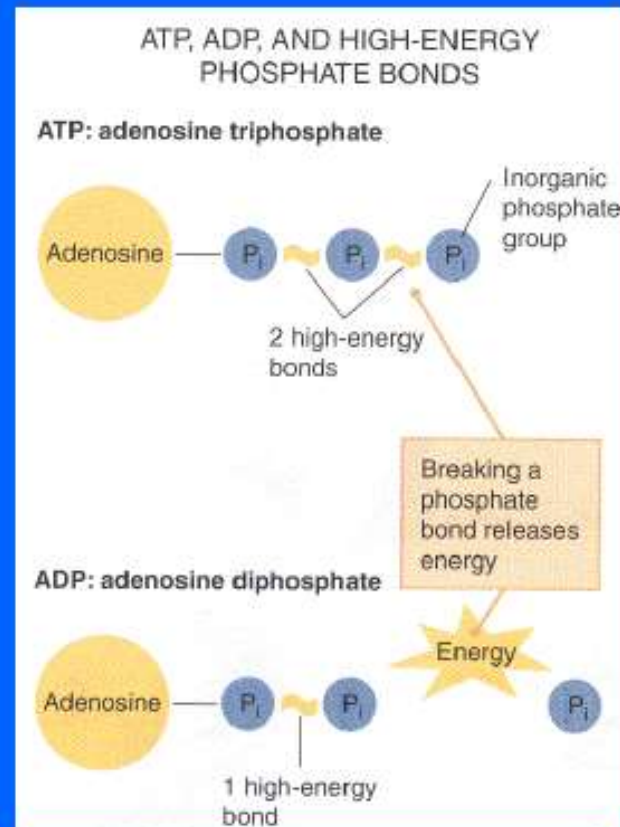 ATP, ADP, AND HIGH-ENERGY
PHOSPHATE BONDS
ATP: adenosine triphosphate
Inorganic
phosphate
group
Adenosine
Pi
Pi
Pi
2 high-energy
bonds
Breaking a
phosphate
bond releases
energy
ADP: adenosine diphosphate
Energy
Adenosine
Pi
Pi
Pi
1 high-energy
bond